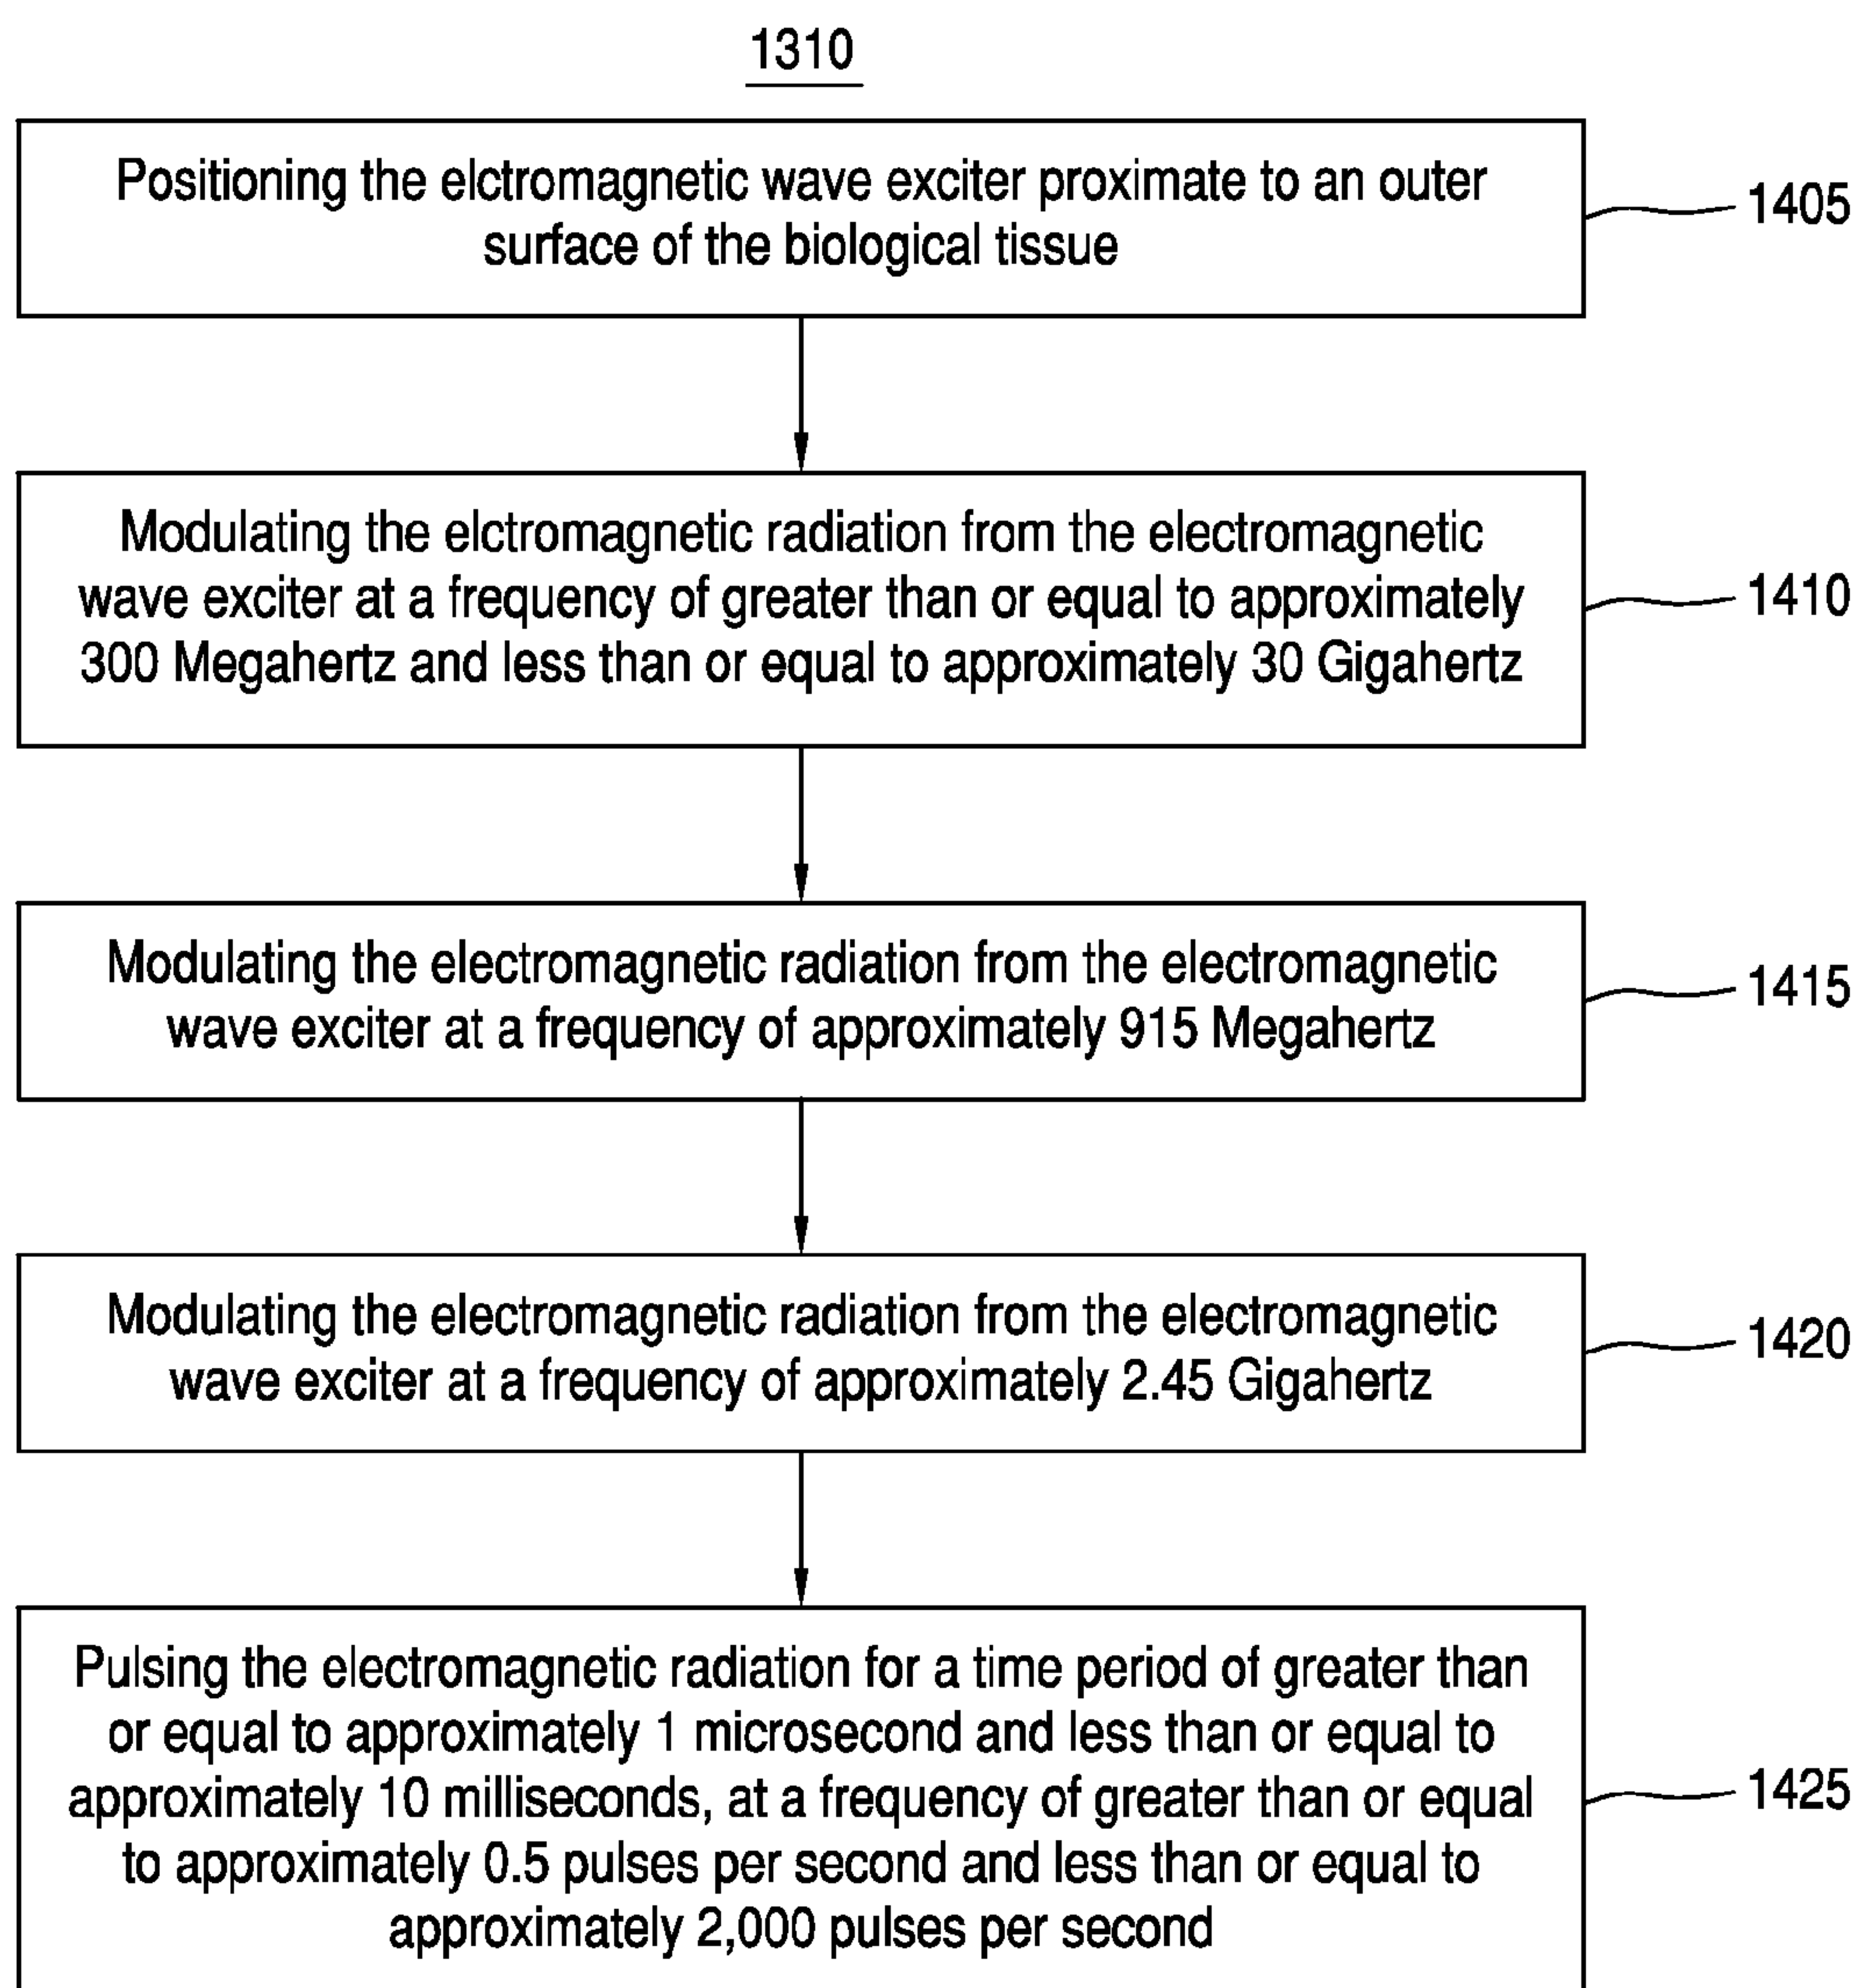 1310
Positioning the elctromagnetic wave exciter proximate to an outer
surface of the biological tissue
1405
Modulating the elctromagnetic radiation from the electromagnetic
wave exciter at a frequency of greater than or equal to approximately
300 Megahertz and less than or equal to approximately 30 Gigahertz
1410
Modulating the electromagnetic radiation from the electromagnetic
wave exciter at a frequency of approximately 915 Megahertz
1415
Modulating the electromagnetic radiation from the electromagnetic
wave exciter at a frequency of approximately 2.45 Gigahertz
1420
Pulsing the electromagnetic radiation for a time period of greater than
or equal to approximately 1 microsecond and less than or equal to
approximately 10 milliseconds, at a frequency of greater than or equal
to approximately 0.5 pulses per second and less than or equal to
approximately 2,000 pulses per second
1425